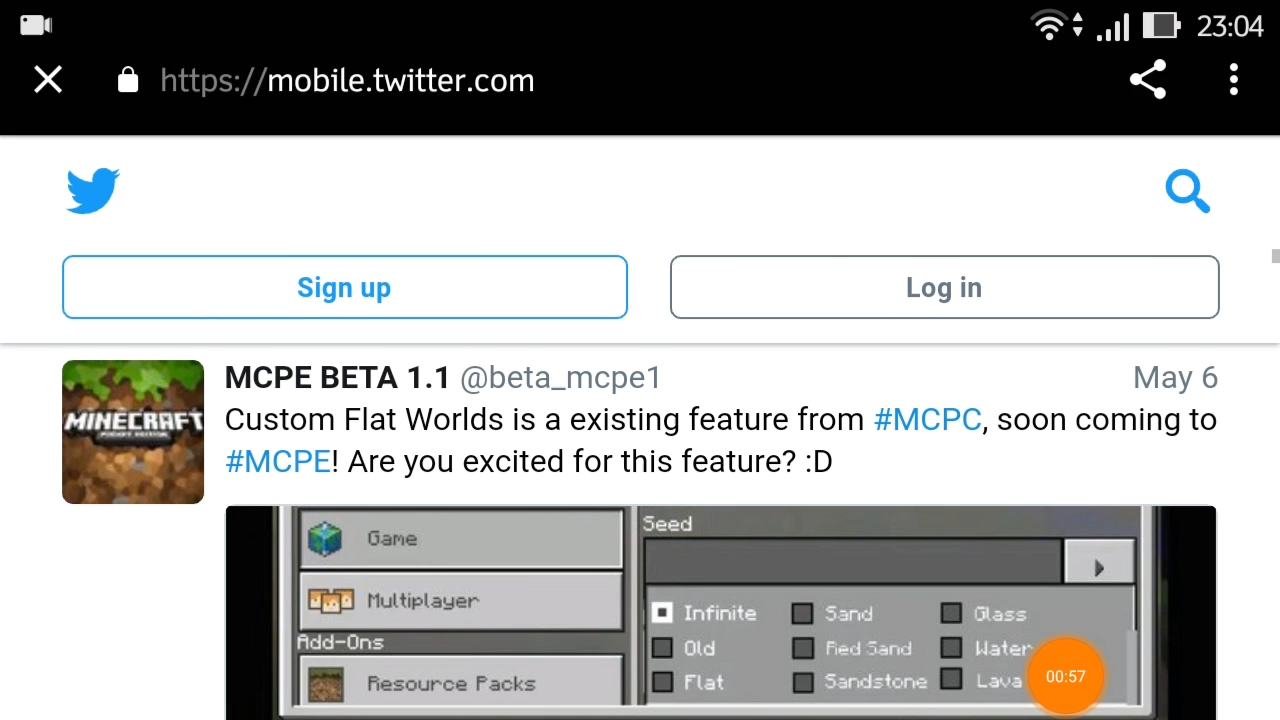 23:04
https://mobile.twitter.com
Sign up
Log in
MINECRAFT
POCKET EDITION
MCPE BETA 1.1 @beta_mcpe1 May 6
Custom Flat Worlds is a existing feature from #MCPC, soon coming to
#MCPE! Are you excited for this feature? :D
Game
Multiplayer
Add-Ons
Resource Packs
Seed
Infinite Sand Glass
Old Red Sand Water
Flat Sandstone Lava
00:57